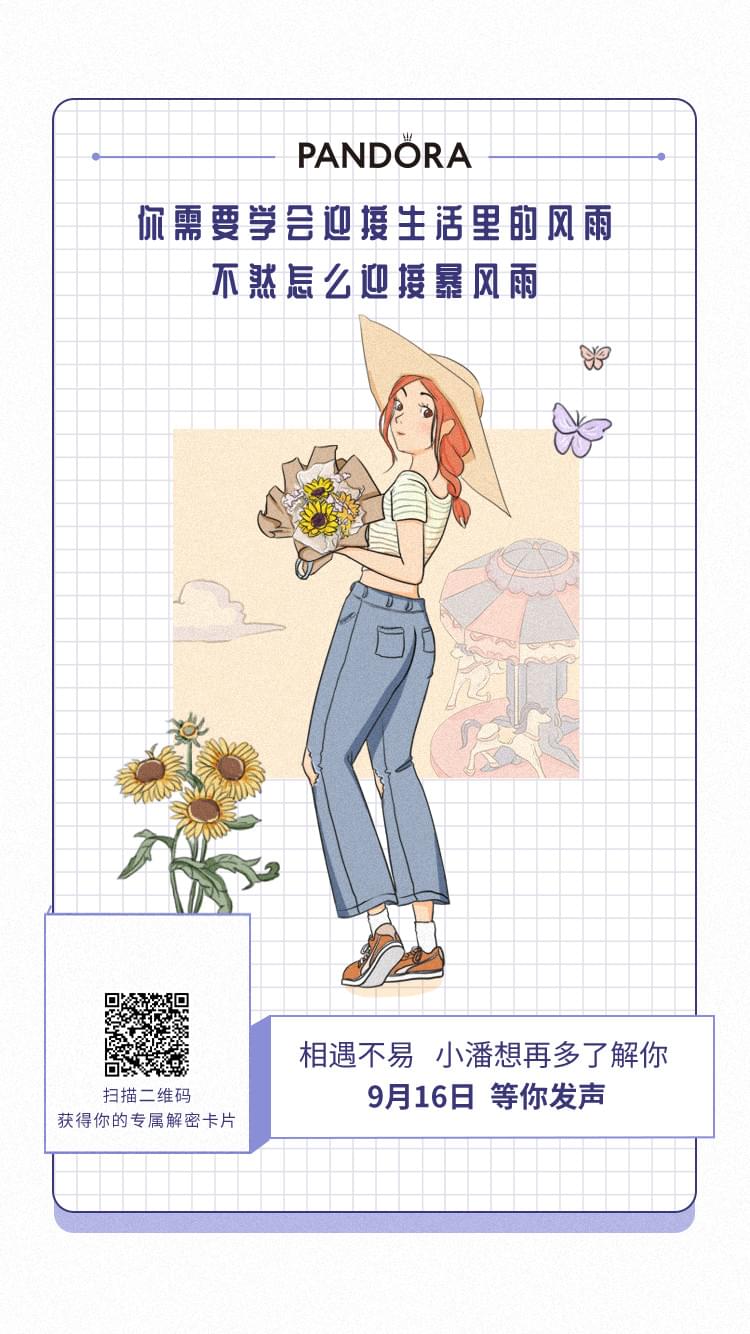 PANDORA
你需要学会迎接生活里的风雨
不然怎么迎接暴风雨
相遇不易 小潘想再多了解你
9月16日 等你发声
扫描二维码
获得你的专属解密卡片